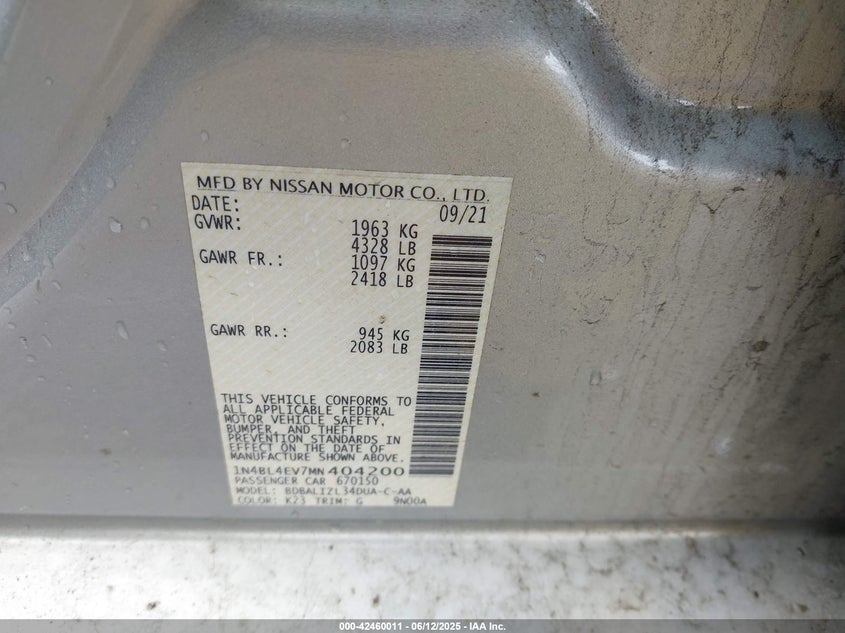 MFD BY NISSAN MOTOR CO., LTD.
DATE: 09/21
GVWR: 1963 KG
4328 LB
GAWR FR.: 1097 KG
2418 LB
GAWR RR.: 945 KG
2083 LB
THIS VEHICLE CONFORMS TO
ALL APPLICABLE FEDERAL
MOTOR VEHICLE SAFETY,
BUMPER, AND THEFT
PREVENTION STANDARDS IN
EFFECT ON THE DATE OF
MANUFACTURE SHOWN ABOVE.
1N4BL4EV7MN404200
PASSENGER CAR 670150
MODEL: BDBALIZL34DUA-C-AA
COLOR: K23 TRIM: G 9N00A
000-42460011 - 06/12/2025 - IAA Inc.